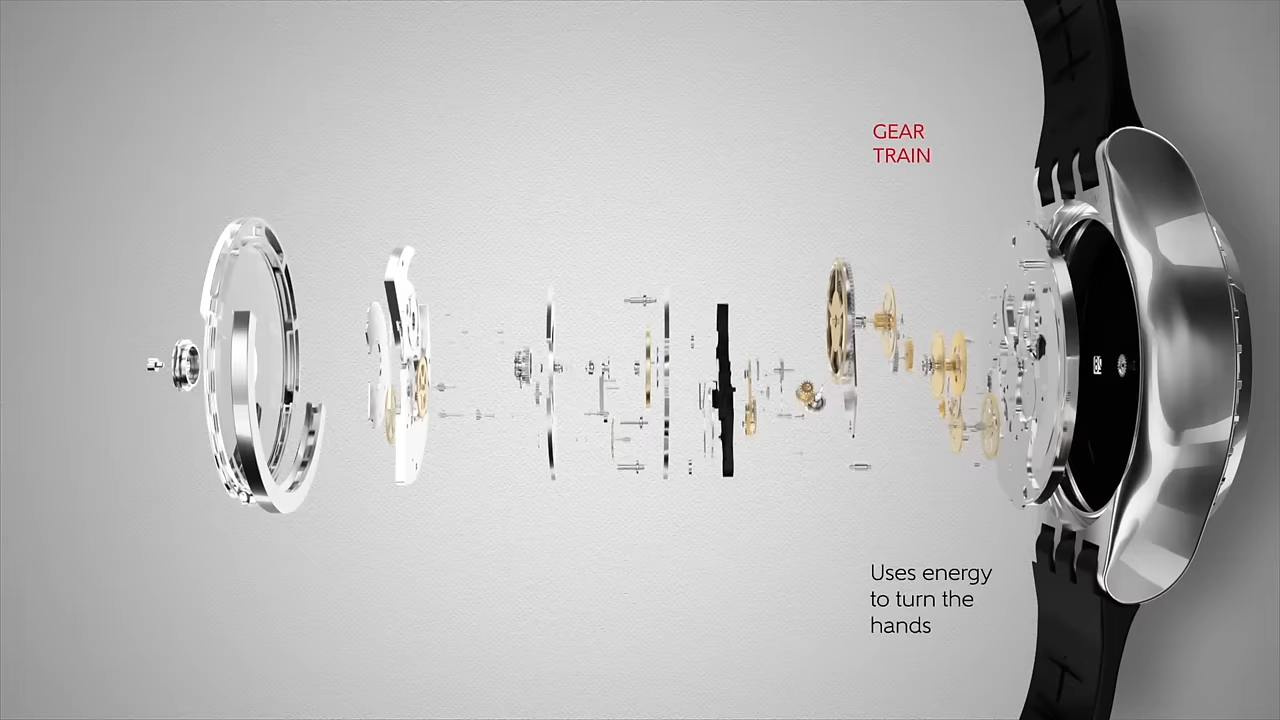 GEAR
TRAIN
Uses energy
to turn the
hands